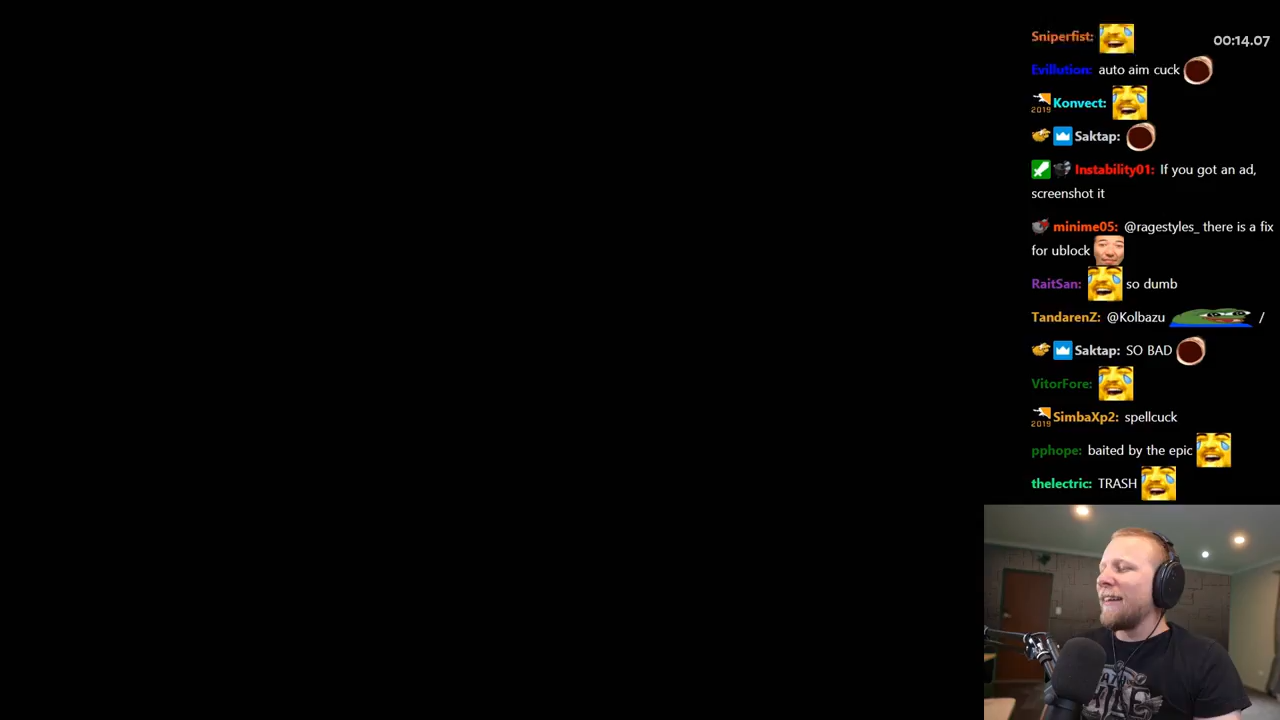 Sniperfist:
00:14.07
Evillution: auto aim cuck
2019 Konvect:
Saktap:
Instability01: If you got an ad,
screenshot it
minime05: @ragestyles_ there is a fix
for ublock
RaitSan: so dumb
TandarenZ: @Kolbazu /
Saktap: SO BAD
VitorFore:
2019 SimbaXp2: spellcuck
pphope: baited by the epic
thelectric: TRASH